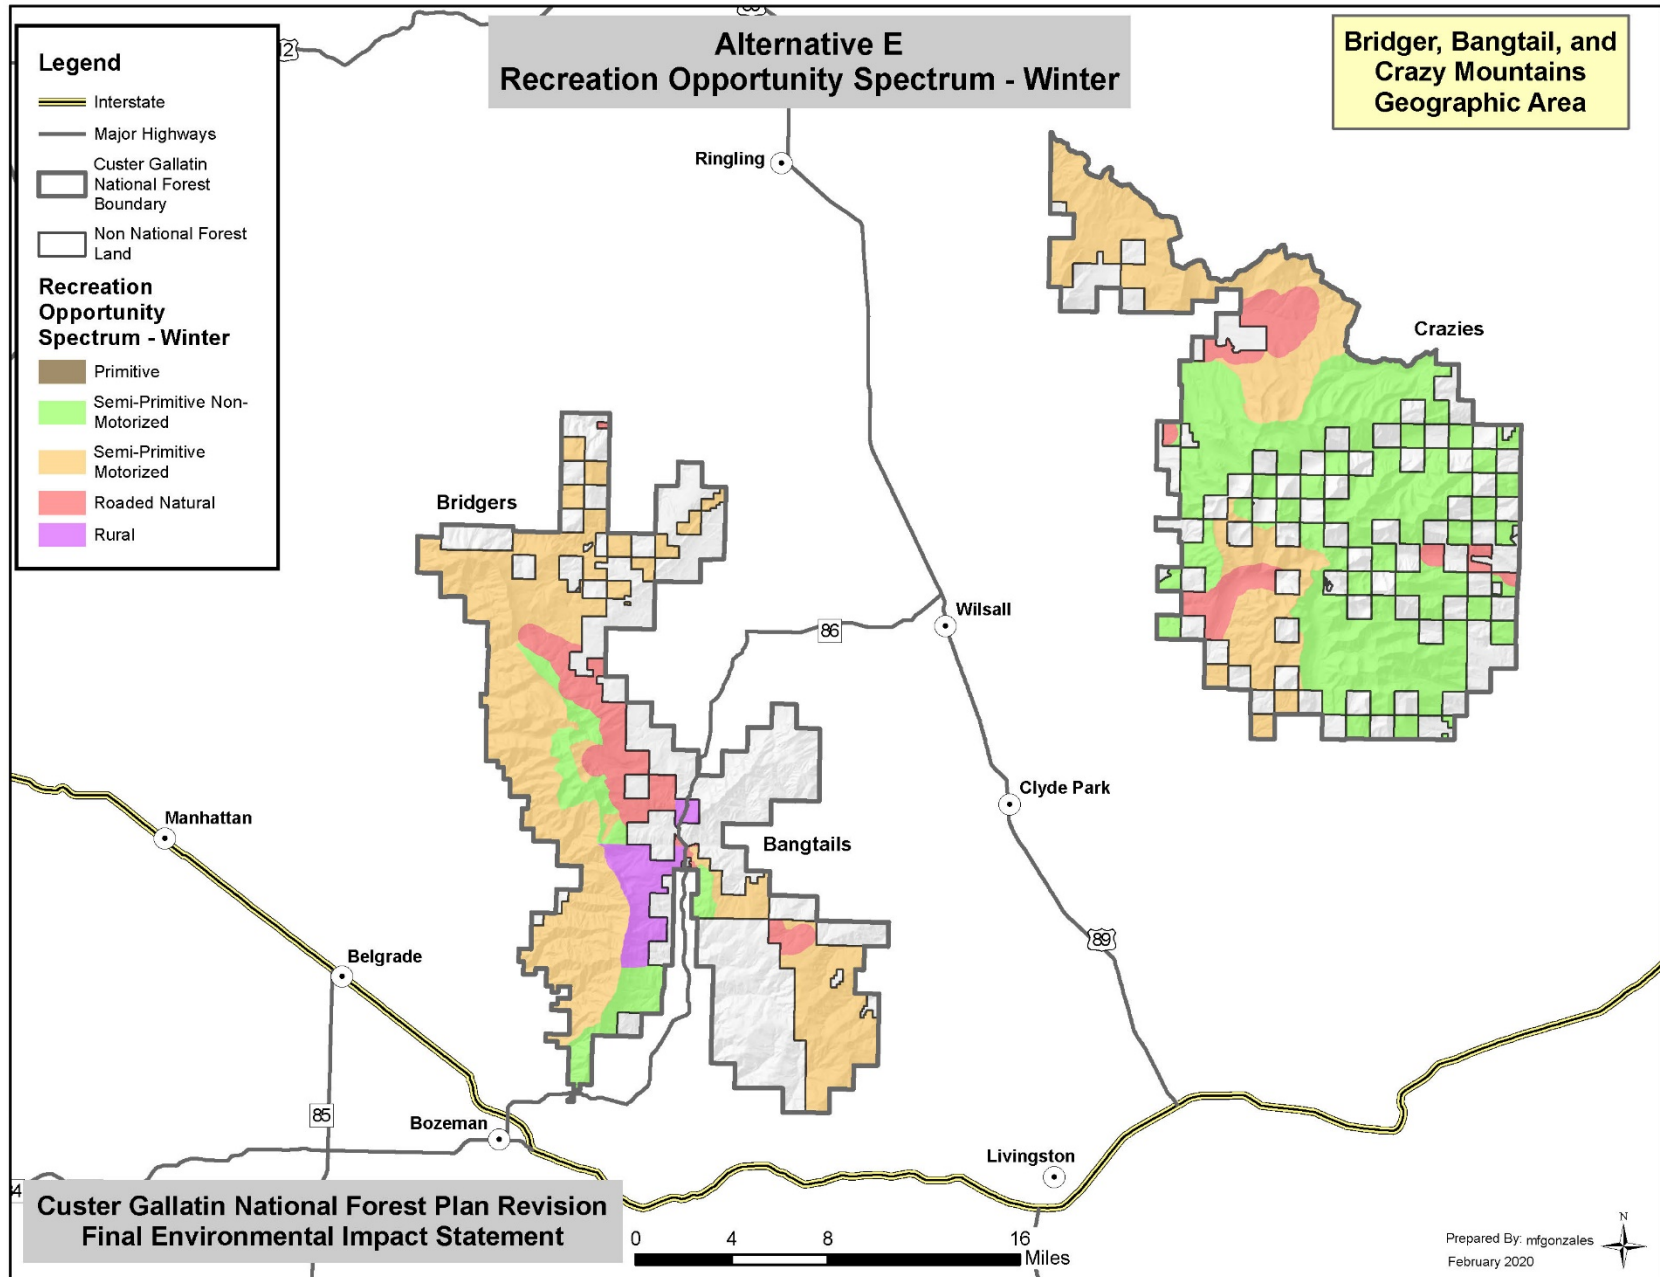 Alternative E
Recreation Opportunity Spectrum - Winter
Bridger, Bangtail, and
Crazy Mountains
Geographic Area
Legend
Interstate
Major Highways
Custer Gallatin
National Forest
Boundary
Non National Forest
Land
Recreation
Opportunity
Spectrum - Winter
Primitive
Semi-Primitive Non-
Motorized
Semi-Primitive
Motorized
Roaded Natural
Rural
Ringling
Crazies
Bridgers
86
Wilsall
Clyde Park
Manhattan
Bangtails
89
Belgrade
85
Bozeman
Livingston
Custer Gallatin National Forest Plan Revision
Final Environmental Impact Statement
0 4 8 16
Miles
N
Prepared By: mfgonzales
February 2020